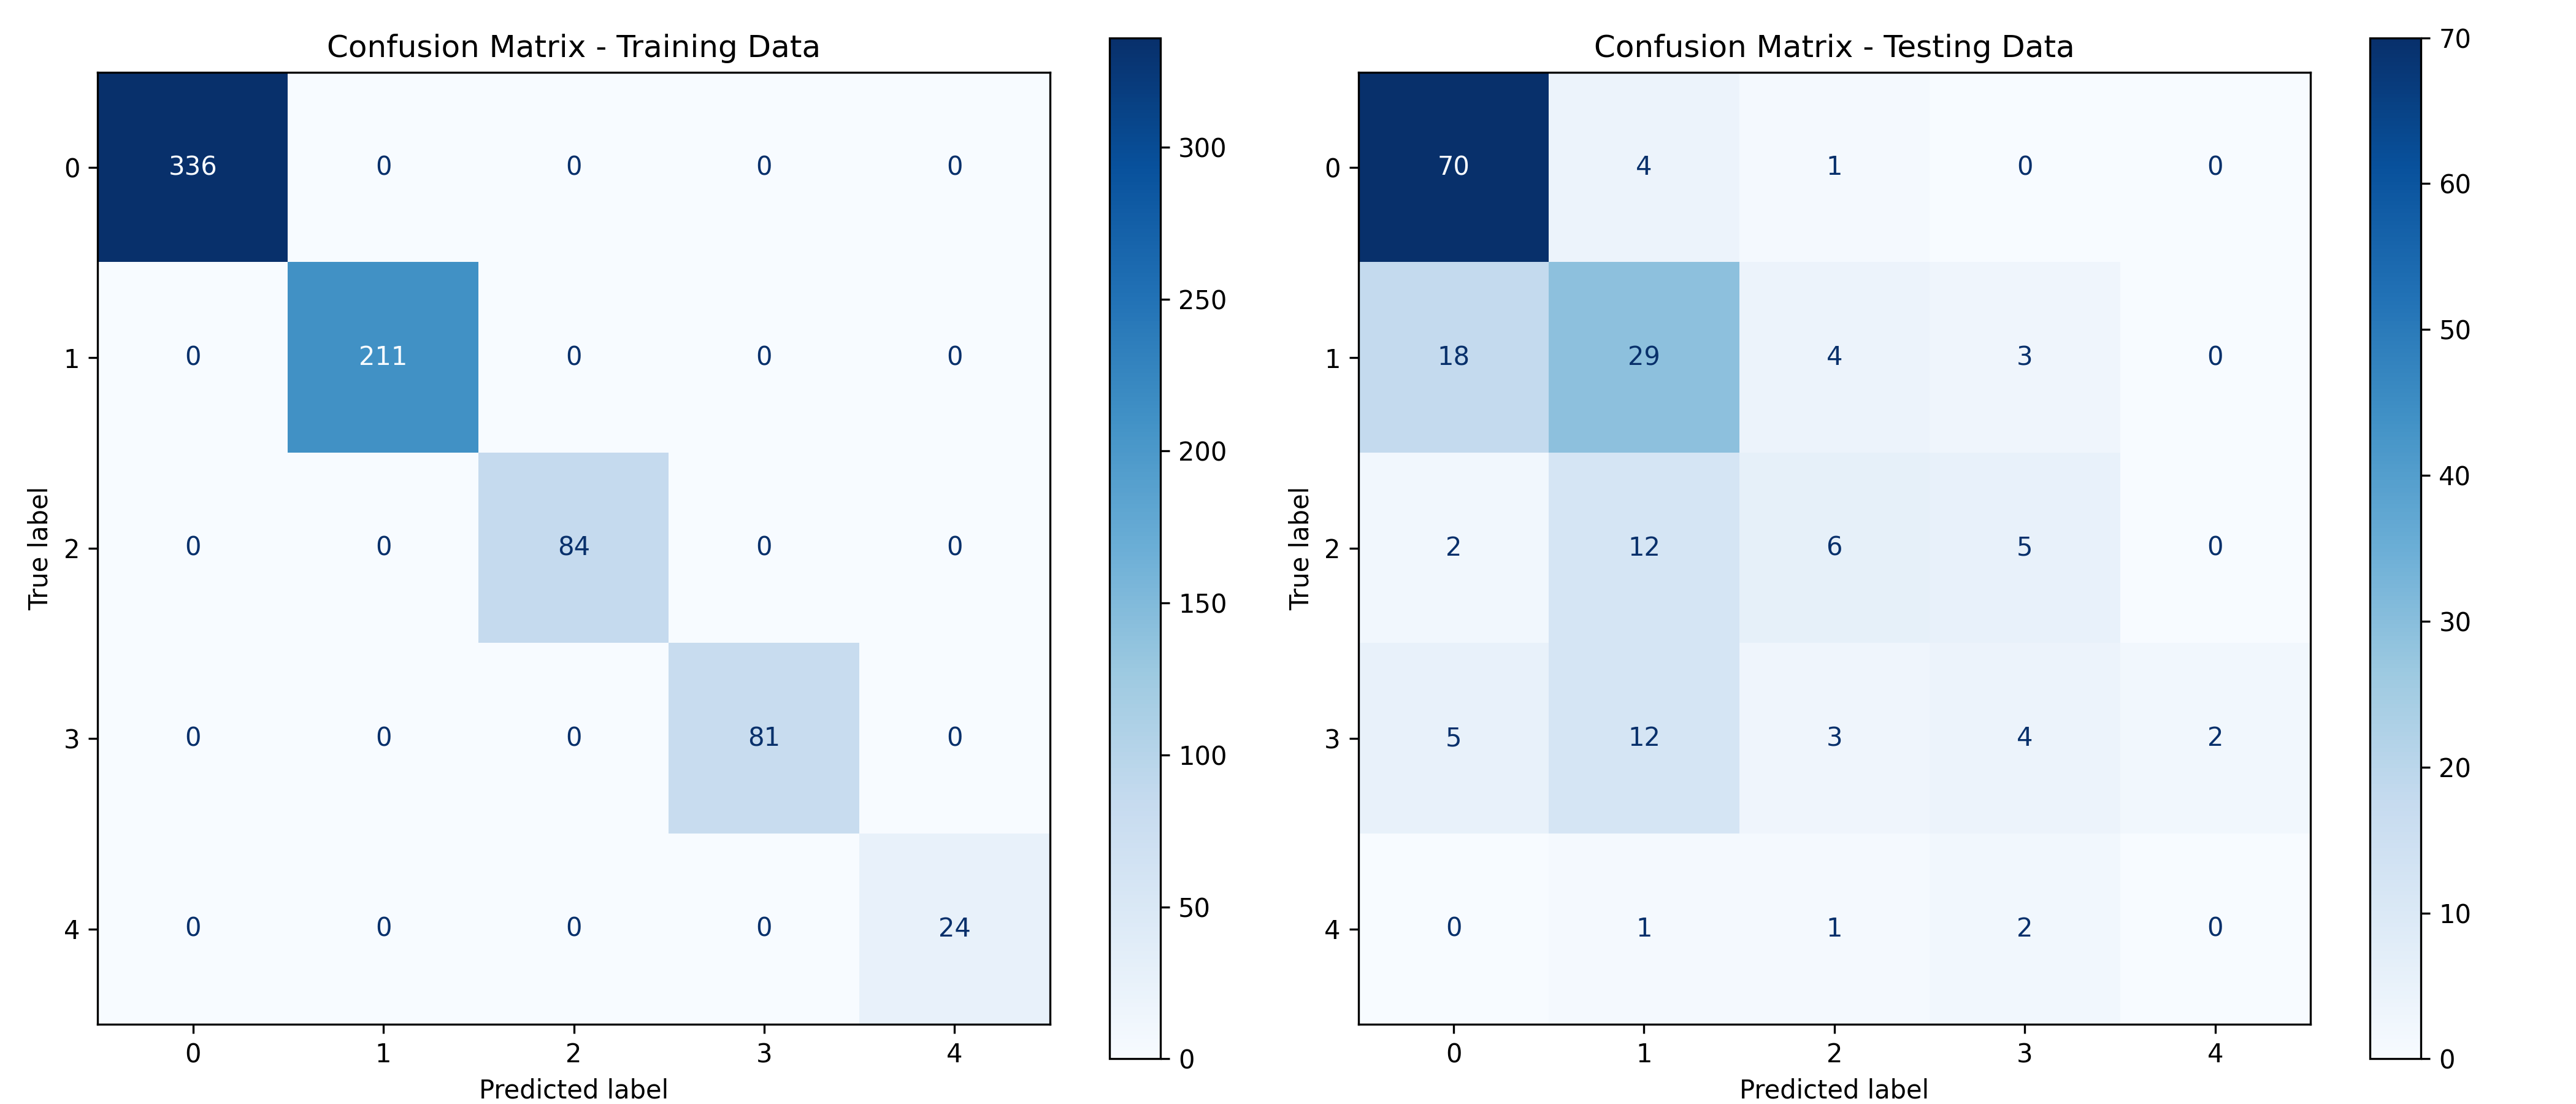 Confusion Matrix - Training Data
True label
0 336 0 0 0 0
1 0 211 0 0 0
2 0 0 84 0 0
3 0 0 0 81 0
4 0 0 0 0 24
0 1 2 3 4
Predicted label
300
250
200
150
100
50
0
Confusion Matrix - Testing Data
True label
0 70 4 1 0 0
1 18 29 4 3 0
2 2 12 6 5 0
3 5 12 3 4 2
4 0 1 1 2 0
0 1 2 3 4
Predicted label
70
60
50
40
30
20
10
0